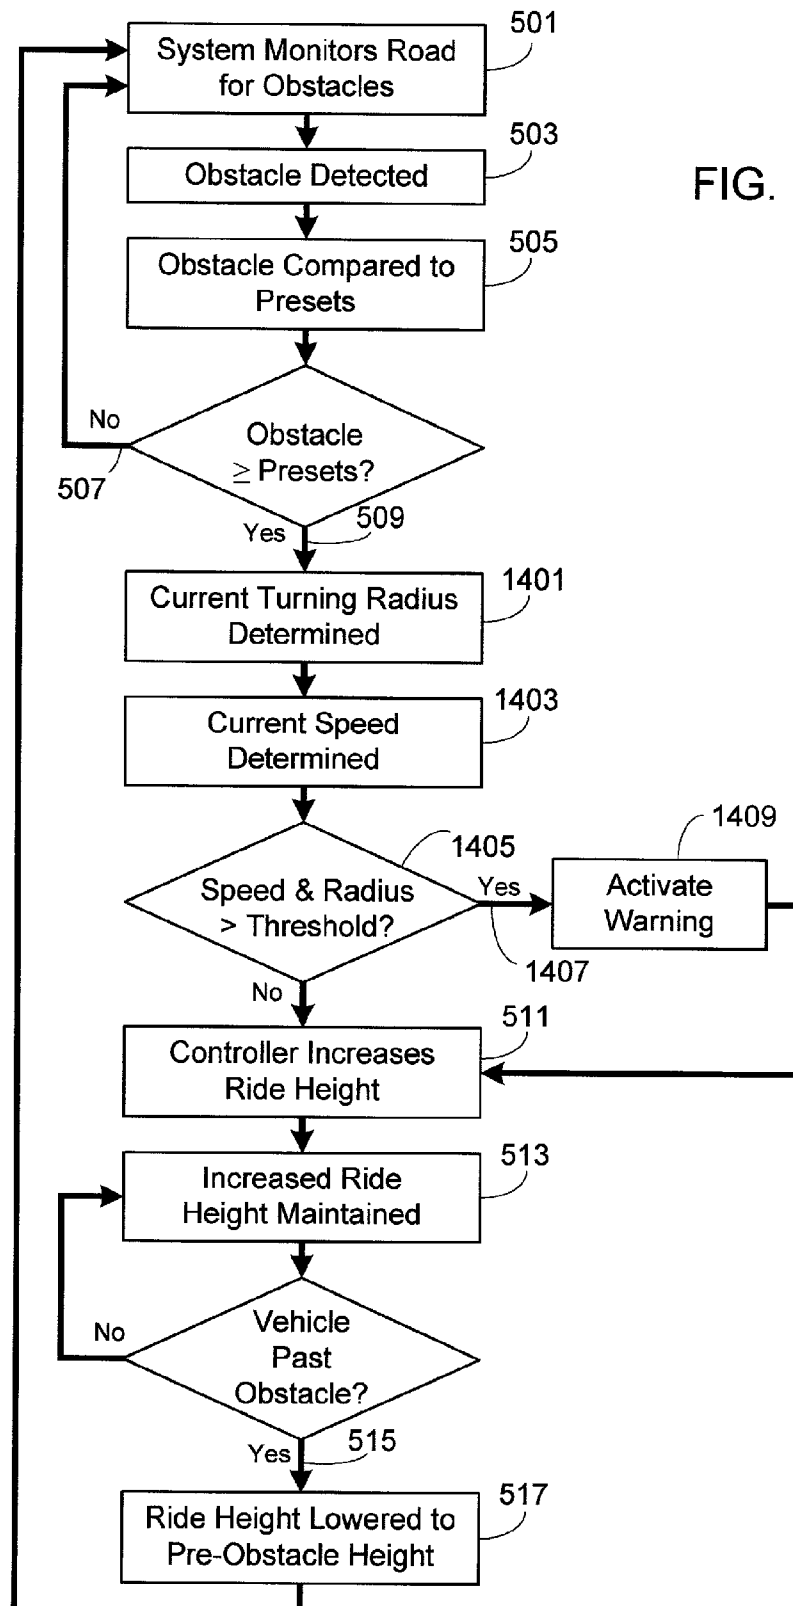 501
System Monitors Road
for Obstacles
503
Obstacle Detected
FIG.
505
Obstacle Compared to
Presets
No
Obstacle
≥ Presets?
507
509
Yes
1401
Current Turning Radius
Determined
1403
Current Speed
Determined
1405
1409
Speed & Radius
> Threshold?
Yes
Activate
Warning
1407
No
511
Controller Increases
Ride Height
513
Increased Ride
Height Maintained
No
Vehicle
Past
Obstacle?
515
Yes
517
Ride Height Lowered to
Pre-Obstacle Height